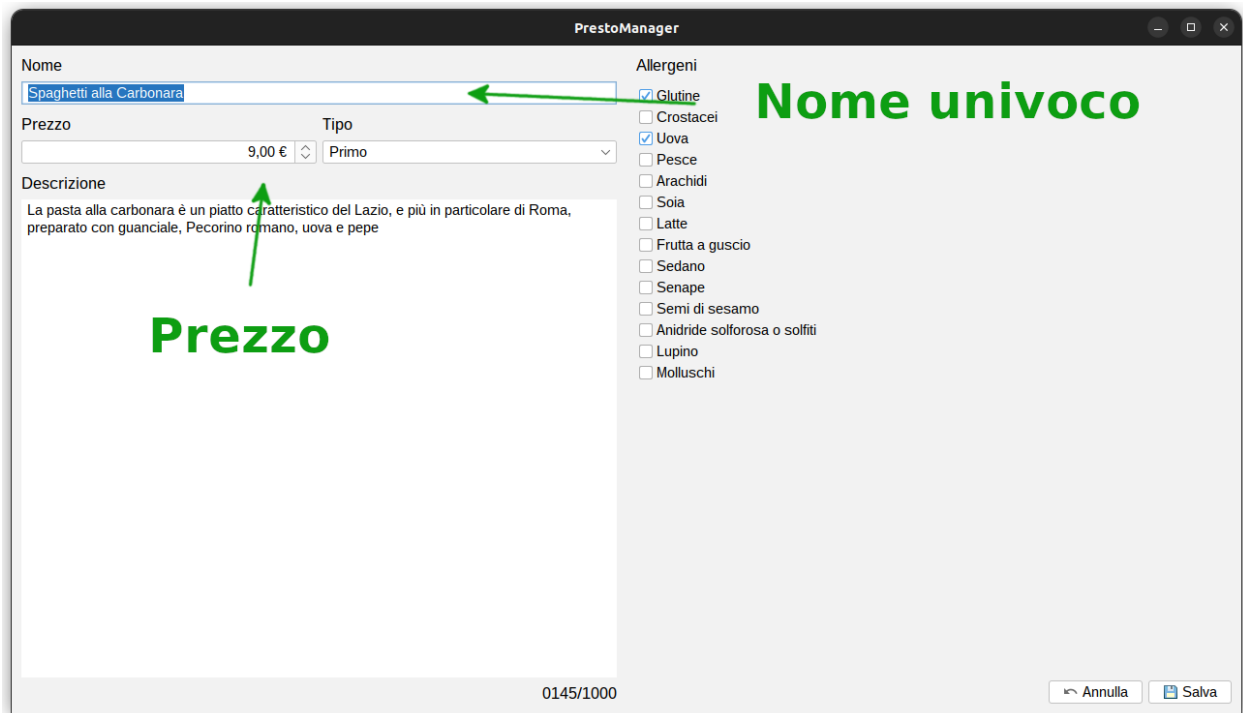 PrestoManager
Nome
Spaghetti alla Carbonara
Prezzo
Tipo
9,00 €
Primo
Descrizione
La pasta alla carbonara è un piatto caratteristico del Lazio, e più in particolare di Roma,
preparato con guanciale, Pecorino romano, uova e pepe
Prezzo
0145/1000
Allergeni
Nome univoco
Glutine
Crostacei
Uova
Pesce
Arachidi
Soia
Latte
Frutta a guscio
Sedano
Senape
Semi di sesamo
Anidride solforosa o solfiti
Lupino
Molluschi
Annulla
Salva